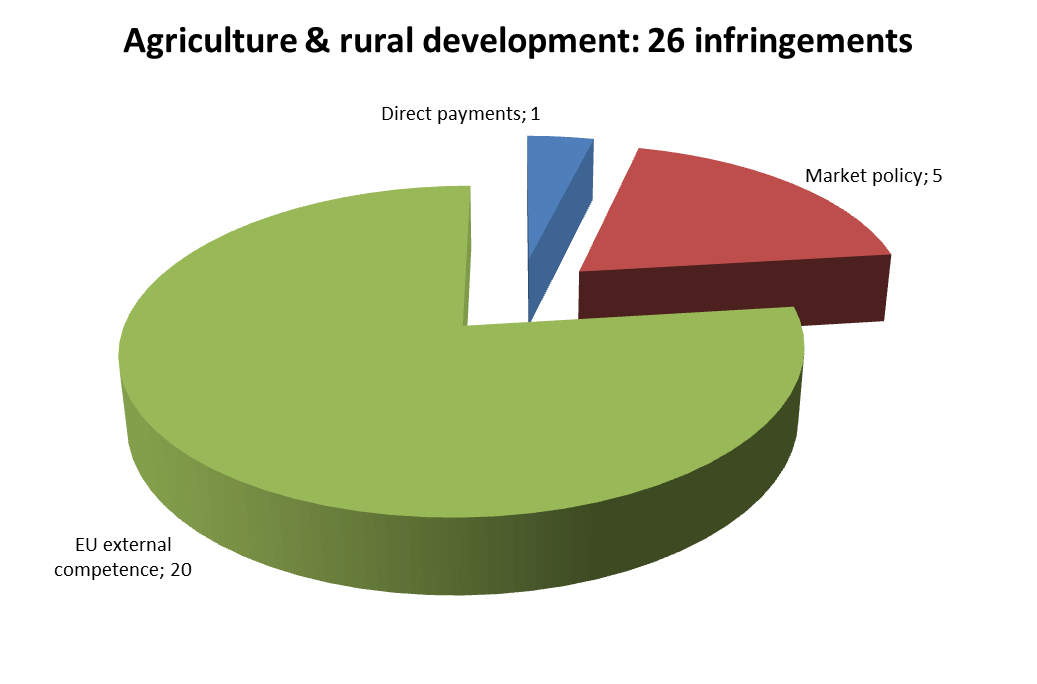 Agriculture & rural development: 26 infringements
Direct payments; 1
Market policy; 5
EU external
competence; 20